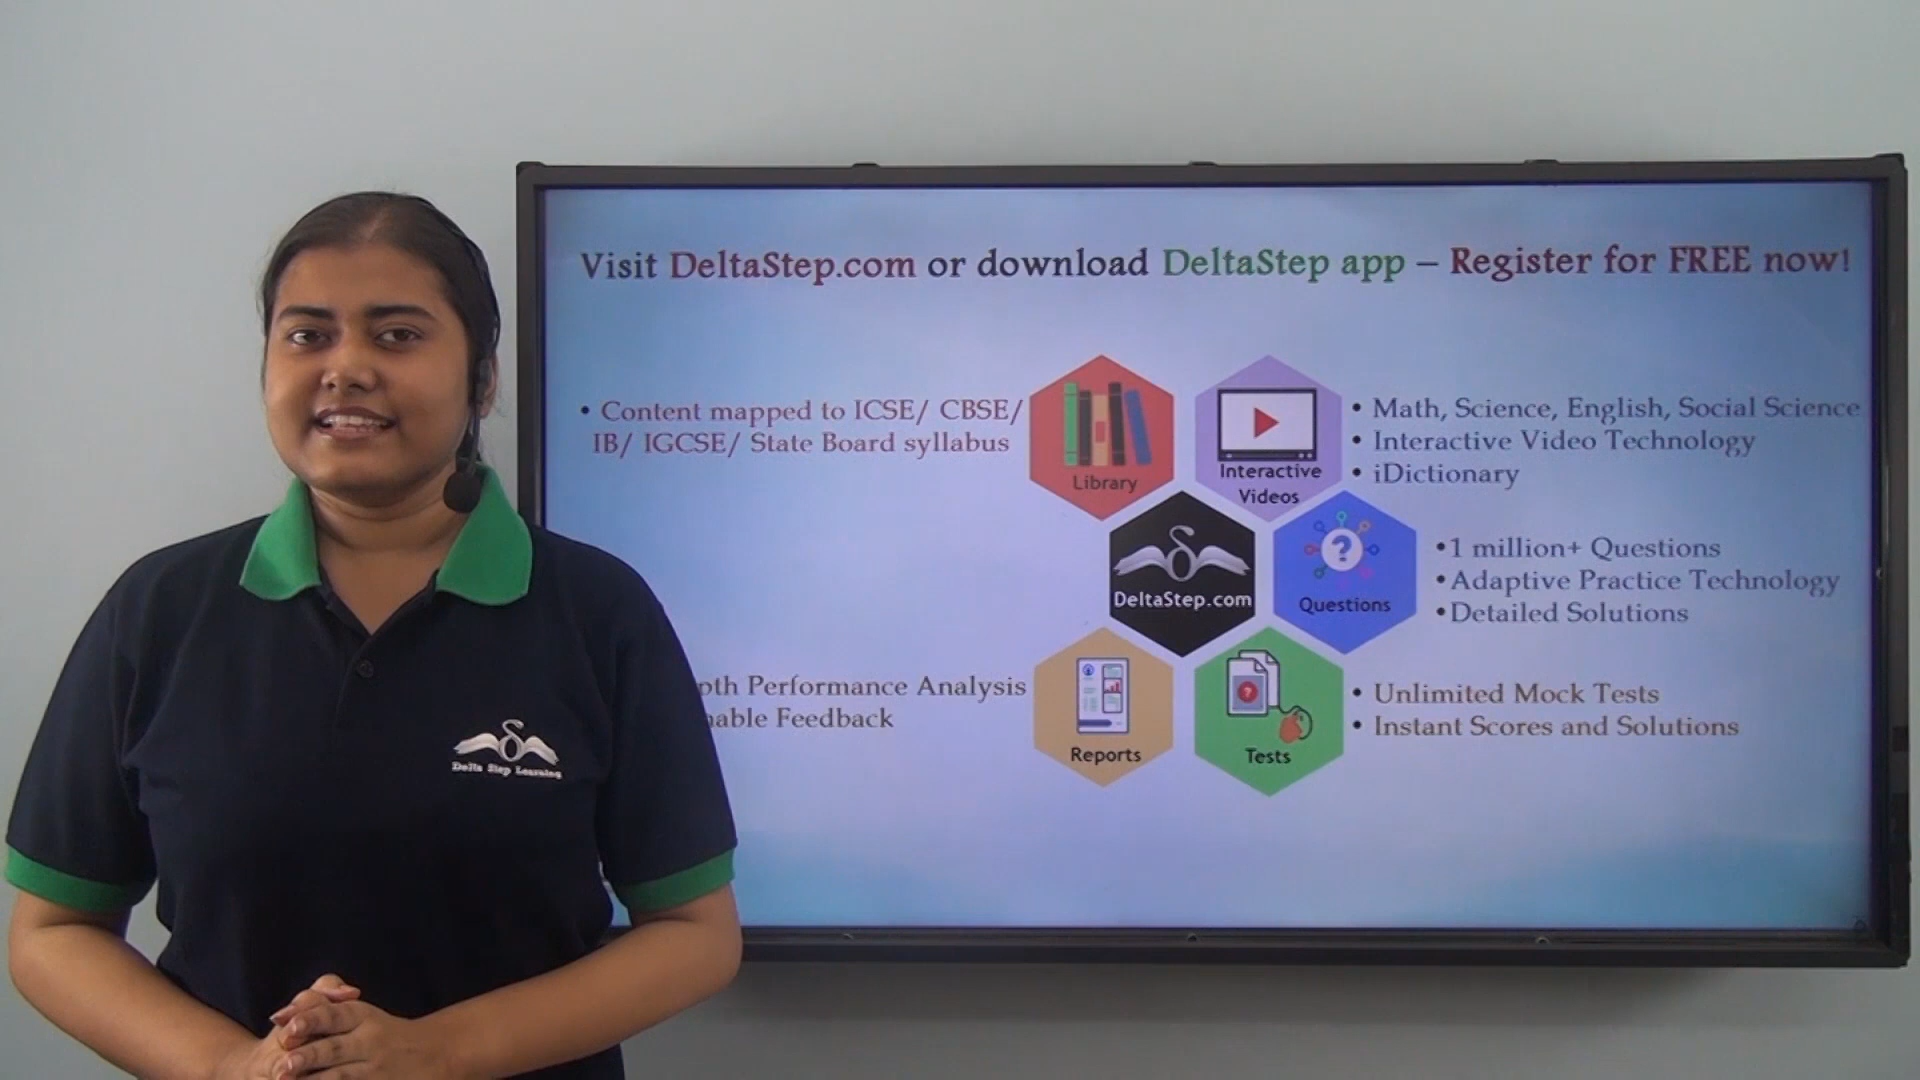 Visit DeltaStep.com or download DeltaStep app – Register for FREE now!
• Content mapped to ICSE/ CBSE/
IB/ IGCSE/ State Board syllabus
Library
Interactive
Videos
• Math, Science, English, Social Science
• Interactive Video Technology
• iDictionary
DeltaStep.com
Questions
•1 million+ Questions
•Adaptive Practice Technology
•Detailed Solutions
Performance Analysis
Feedback
Reports
Tests
• Unlimited Mock Tests
• Instant Scores and Solutions
Delta Step Learning